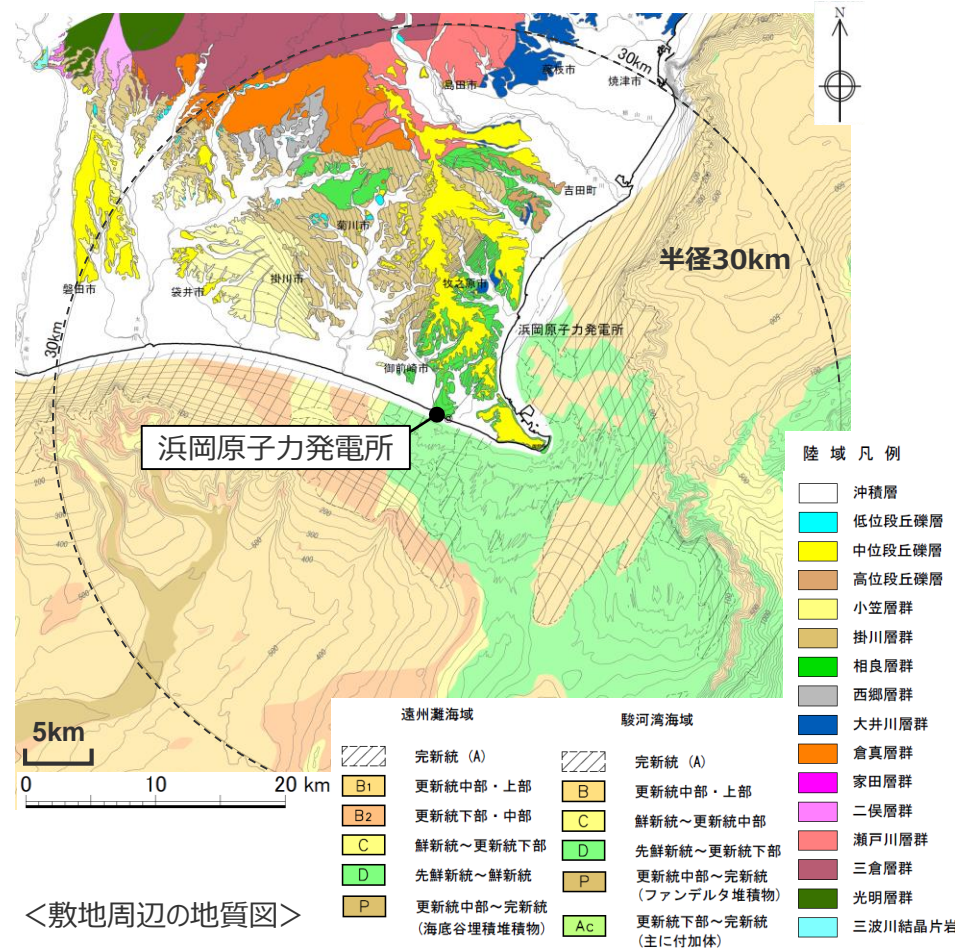 N
30km
島田市
焼津市
吉田町
半径30km
菊川市
牧之原市
掛川市
袋井市
磐田市
浜岡原子力発電所
30km
御前崎市
浜岡原子力発電所
陸域凡例
沖積層
低位段丘礫層
中位段丘礫層
高位段丘礫層
小笠層群
掛川層群
相良層群
西郷層群
大井川層群
倉真層群
家田層群
二俣層群
瀬戸川層群
三倉層群
光明層群
三波川結晶片岩
5km
0 10 20 km
遠州灘海域
完新統 (A)
B1 更新統中部・上部
B2 更新統下部・中部
C 鮮新統～更新統下部
D 先鮮新統～鮮新統
P 更新統中部～完新統
(海底谷埋積堆積物)
駿河湾海域
完新統 (A)
B 更新統中部・上部
C 鮮新統～更新統中部
D 先鮮新統～更新統下部
P 更新統中部～完新統
(ファンデルタ堆積物)
Ac 更新統下部～完新統
(主に付加体)
＜敷地周辺の地質図＞